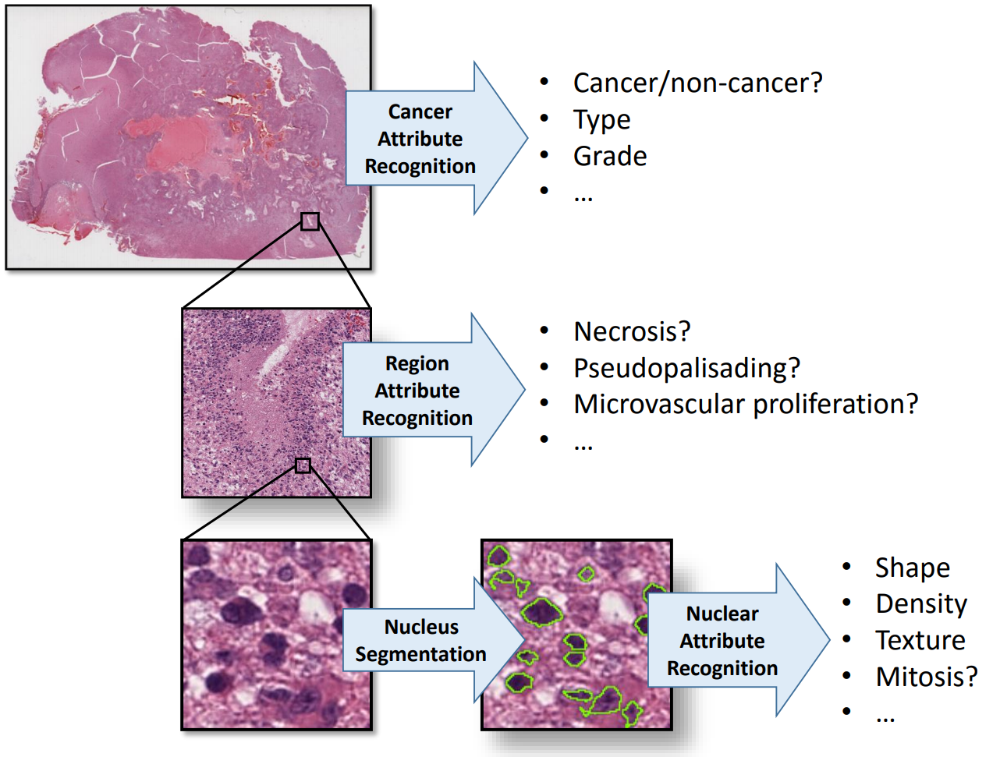 Cancer
Attribute
Recognition
• Cancer/non-cancer?
• Type
• Grade
• ...
Region
Attribute
Recognition
• Necrosis?
• Pseudopalisading?
• Microvascular proliferation?
• ...
Nucleus
Segmentation
Nuclear
Attribute
Recognition
• Shape
• Density
• Texture
• Mitosis?
• ...